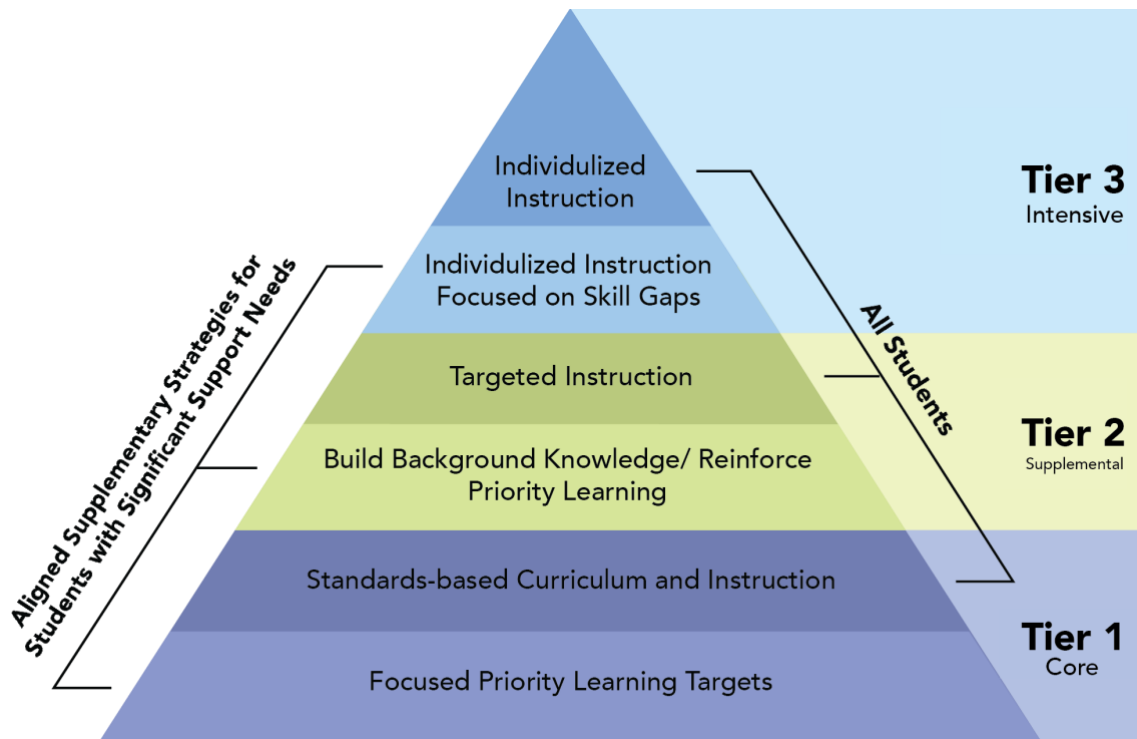 Individulized
Instruction
Individulized Instruction
Focused on Skill Gaps
Targeted Instruction
Build Background Knowledge/ Reinforce
Priority Learning
Standards-based Curriculum and Instruction
Focused Priority Learning Targets
Aligned Supplementary Strategies for
Students with Significant Support Needs
All Students
Tier 3
Intensive
Tier 2
Supplemental
Tier 1
Core